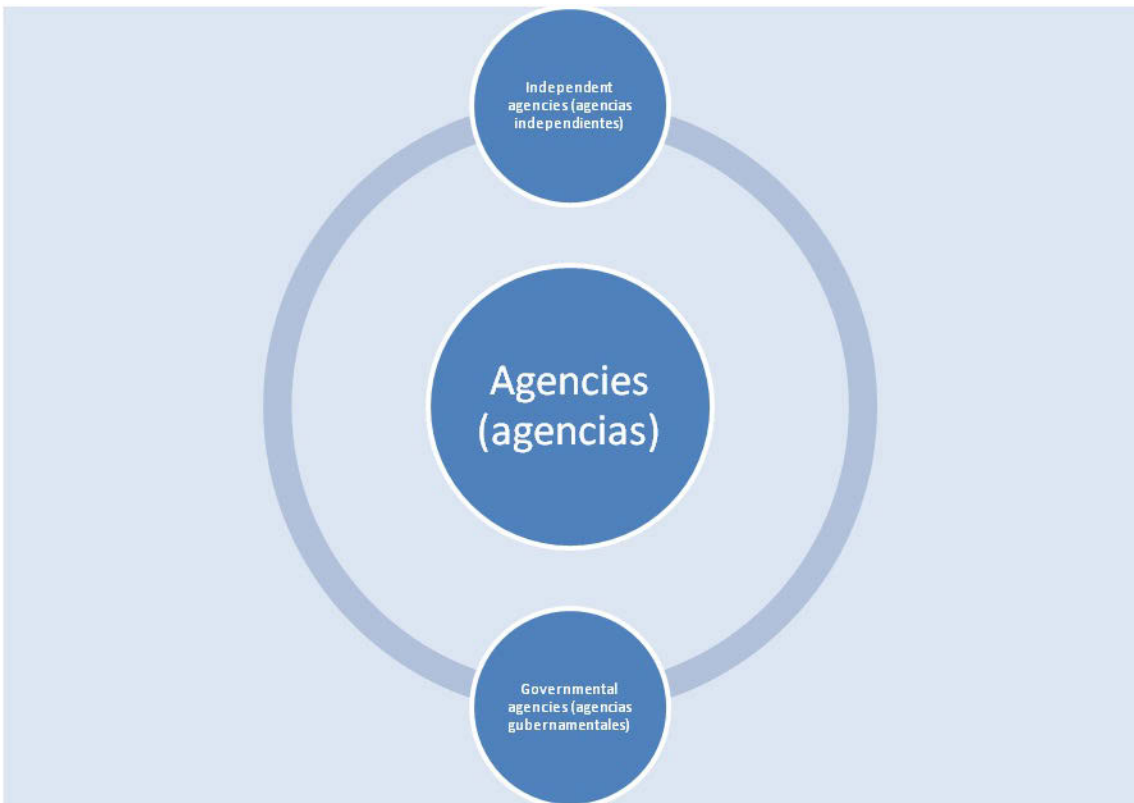 Independent
agencies (agencias
independientes)
Agencies
(agencias)
Governmental
agencies (agencias
gubernamentales)